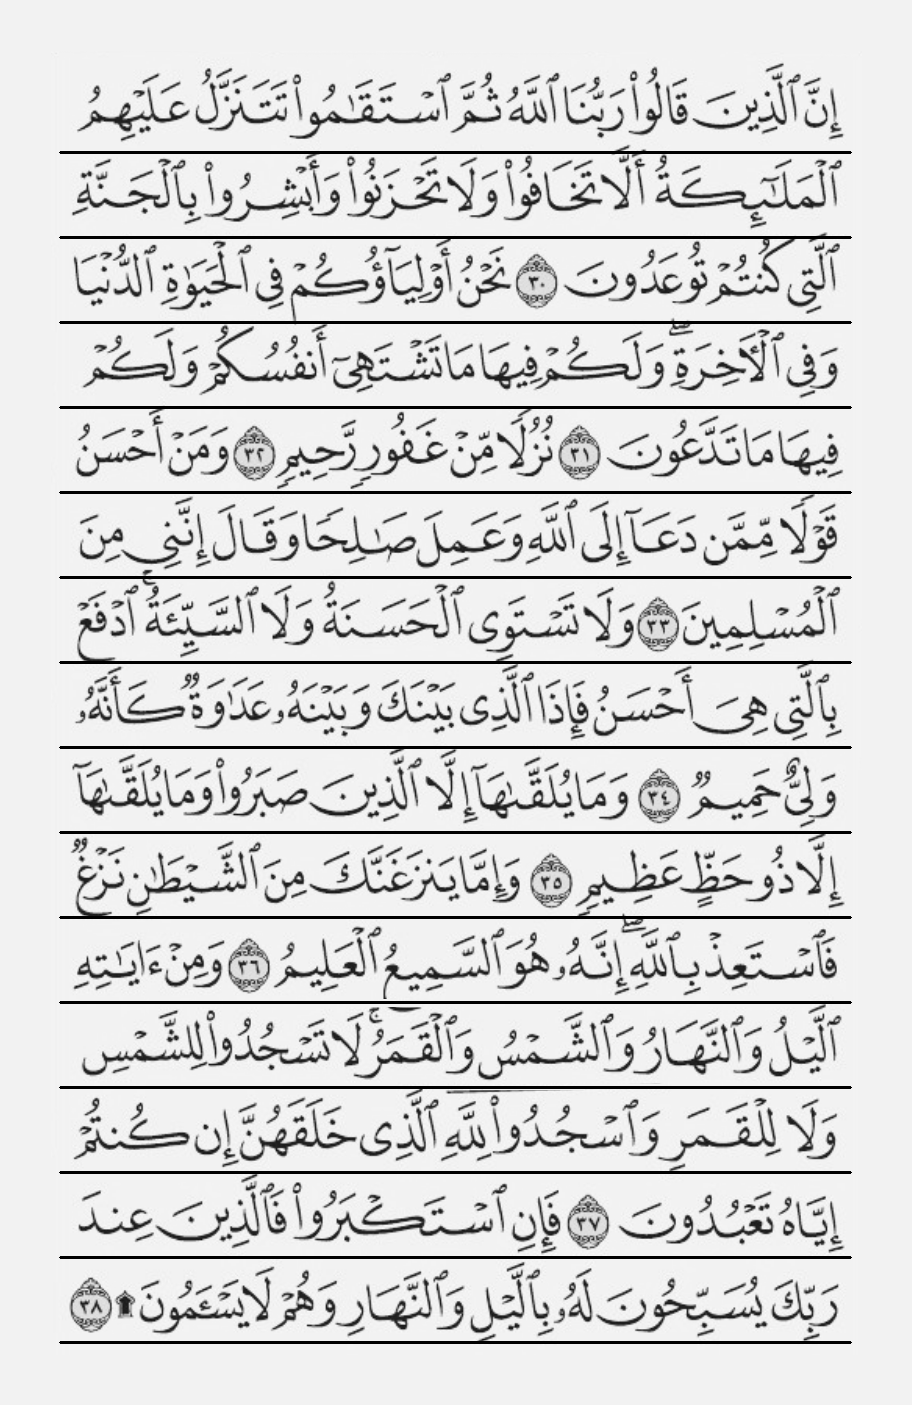 إِنَّ ٱلَّذِينَ قَالُوا۟ رَبُّنَا ٱللَّهُ ثُمَّ ٱسْتَقَـٰمُوا۟ تَتَنَزَّلُ عَلَيْهِمُ
ٱلْمَلَـٰٓئِكَةُ أَلَّا تَخَافُوا۟ وَلَا تَحْزَنُوا۟ وَأَبْشِرُوا۟ بِٱلْجَنَّةِ
ٱلَّتِى كُنتُمْ تُوعَدُونَ ٣٠ نَحْنُ أَوْلِيَآؤُكُمْ فِى ٱلْحَيَوٰةِ ٱلدُّنْيَا
وَفِى ٱلْـَٔاخِرَةِ ۖ وَلَكُمْ فِيهَا مَا تَشْتَهِىٓ أَنفُسُكُمْ وَلَكُمْ
فِيهَا مَا تَدَّعُونَ ٣١ نُزُلًا مِّنْ غَفُورٍ رَّحِيمٍ ٣٢ وَمَنْ أَحْسَنُ
قَوْلًا مِّمَّن دَعَآ إِلَى ٱللَّهِ وَعَمِلَ صَـٰلِحًا وَقَالَ إِنَّنِى مِنَ
ٱلْمُسْلِمِينَ ٣٣ وَلَا تَسْتَوِى ٱلْحَسَنَةُ وَلَا ٱلسَّيِّئَةُ ۚ ٱدْفَعْ
بِٱلَّتِى هِىَ أَحْسَنُ فَإِذَا ٱلَّذِى بَيْنَكَ وَبَيْنَهُۥ عَدَٰوَةٌ كَأَنَّهُۥ
وَلِىٌّ حَمِيمٌ ٣٤ وَمَا يُلَقَّىٰهَآ إِلَّا ٱلَّذِينَ صَبَرُوا۟ وَمَا يُلَقَّىٰهَآ
إِلَّا ذُو حَظٍّ عَظِيمٍ ٣٥ وَإِمَّا يَنزَغَنَّكَ مِنَ ٱلشَّيْطَـٰنِ نَزْغٌ
فَٱسْتَعِذْ بِٱللَّهِ ۖ إِنَّهُۥ هُوَ ٱلسَّمِيعُ ٱلْعَلِيمُ ٣٦ وَمِنْ ءَايَـٰتِهِ
ٱلَّيْلُ وَٱلنَّهَارُ وَٱلشَّمْسُ وَٱلْقَمَرُ ۚ لَا تَسْجُدُوا۟ لِلشَّمْسِ
وَلَا لِلْقَمَرِ وَٱسْجُدُوا۟ لِلَّهِ ٱلَّذِى خَلَقَهُنَّ إِن كُنتُمْ
إِيَّاهُ تَعْبُدُونَ ٣٧ فَإِنِ ٱسْتَكْبَرُوا۟ فَٱلَّذِينَ عِندَ
رَبِّكَ يُسَبِّحُونَ لَهُۥ بِٱلَّيْلِ وَٱلنَّهَارِ وَهُمْ لَا يَسْـَٔمُونَ ۩ ٣٨